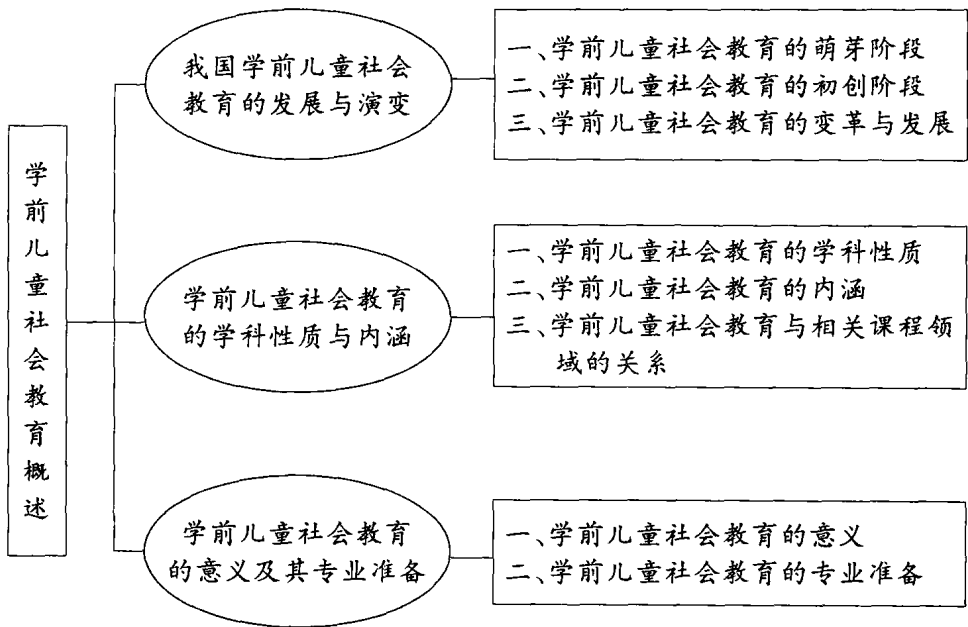 学前儿童社会教育概述
我国学前儿童社会
教育的发展与演变
一、学前儿童社会教育的萌芽阶段
二、学前儿童社会教育的初创阶段
三、学前儿童社会教育的变革与发展
学前儿童社会教育
的学科性质与内涵
一、学前儿童社会教育的学科性质
二、学前儿童社会教育的内涵
三、学前儿童社会教育与相关课程领
域的关系
学前儿童社会教育
的意义及其专业准备
一、学前儿童社会教育的意义
二、学前儿童社会教育的专业准备